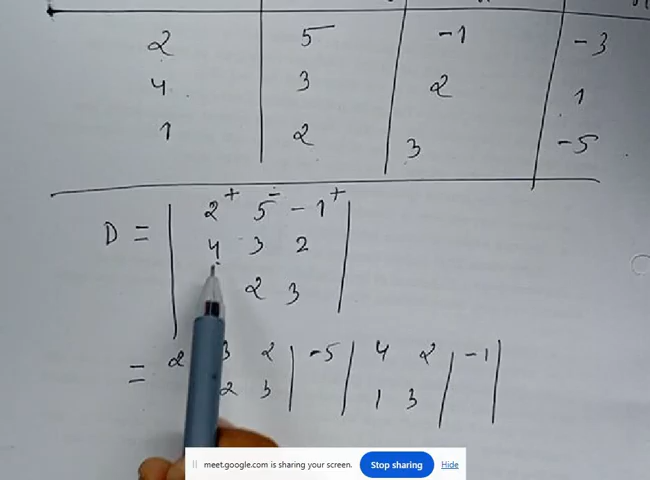 2 5 -1 -3
4 3 2 1
1 2 3 -5
D = | 2⁺ 5⁻ -1⁺ |
| 4 3 2 |
| 2 3 |
= 2 3 2 | -5 | 4 2 | -1 |
2 3 | | 1 3 | |
meet.google.com is sharing your screen. Stop sharing Hide